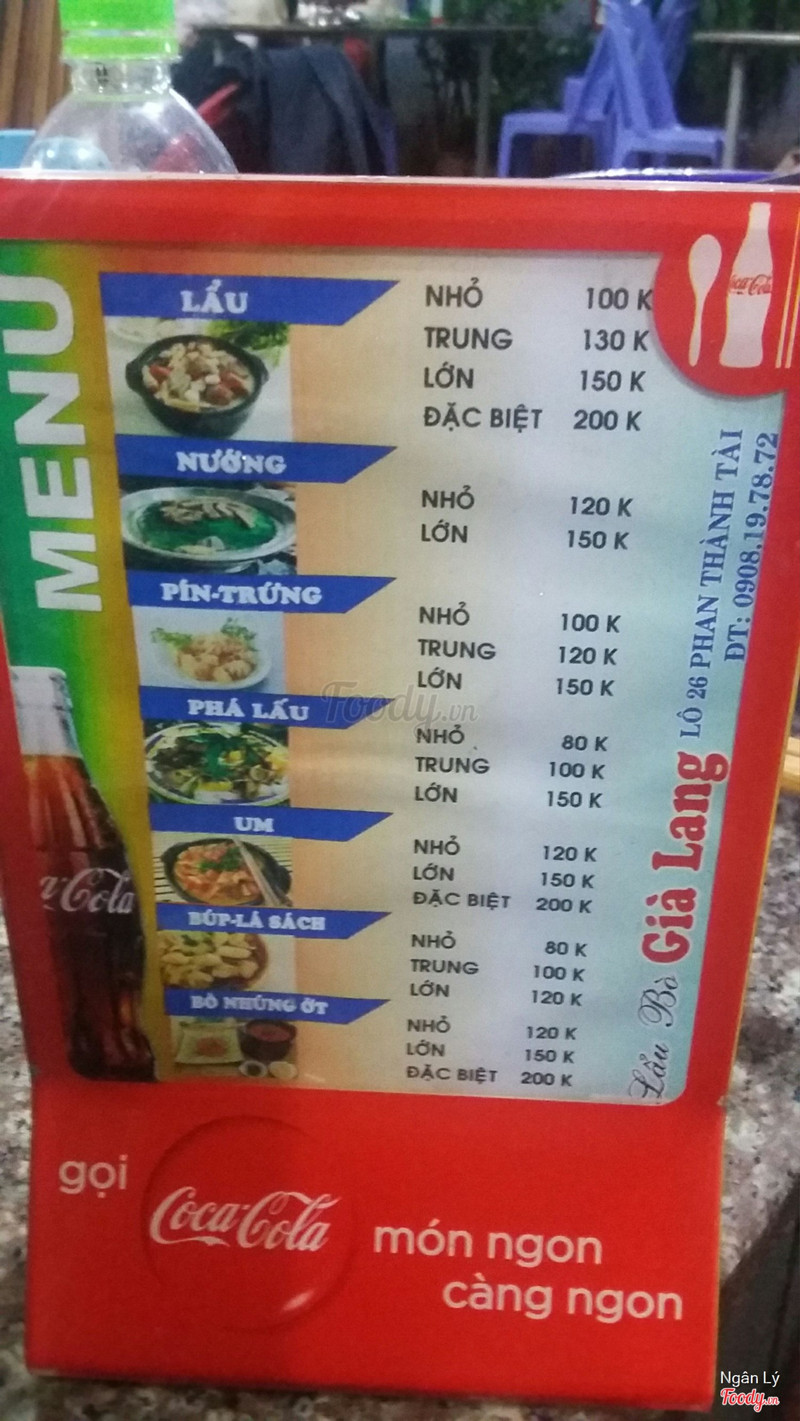 MENU
LẨU
NHỎ 100 K
TRUNG 130 K
LỚN 150 K
ĐẶC BIỆT 200 K
NƯỚNG
NHỎ 120 K
LỚN 150 K
PÍN-TRỨNG
NHỎ 100 K
TRUNG 120 K
LỚN 150 K
PHÁ LẤU
NHỎ 80 K
TRUNG 100 K
LỚN 150 K
UM
NHỎ 120 K
LỚN 150 K
ĐẶC BIỆT 200 K
BÚP-LÁ SÁCH
NHỎ 80 K
TRUNG 100 K
LỚN 120 K
BÒ NHÚNG ỚT
NHỎ 120 K
LỚN 150 K
ĐẶC BIỆT 200 K
Lẩu Bò Già Lang LÔ 26 PHAN THÀNH TÀI
ĐT: 0908.19.78.72
Coca-Cola
Coca-Cola
Foody.vn
gọi Coca-Cola món ngon
càng ngon
Ngân Lý
Foody.vn